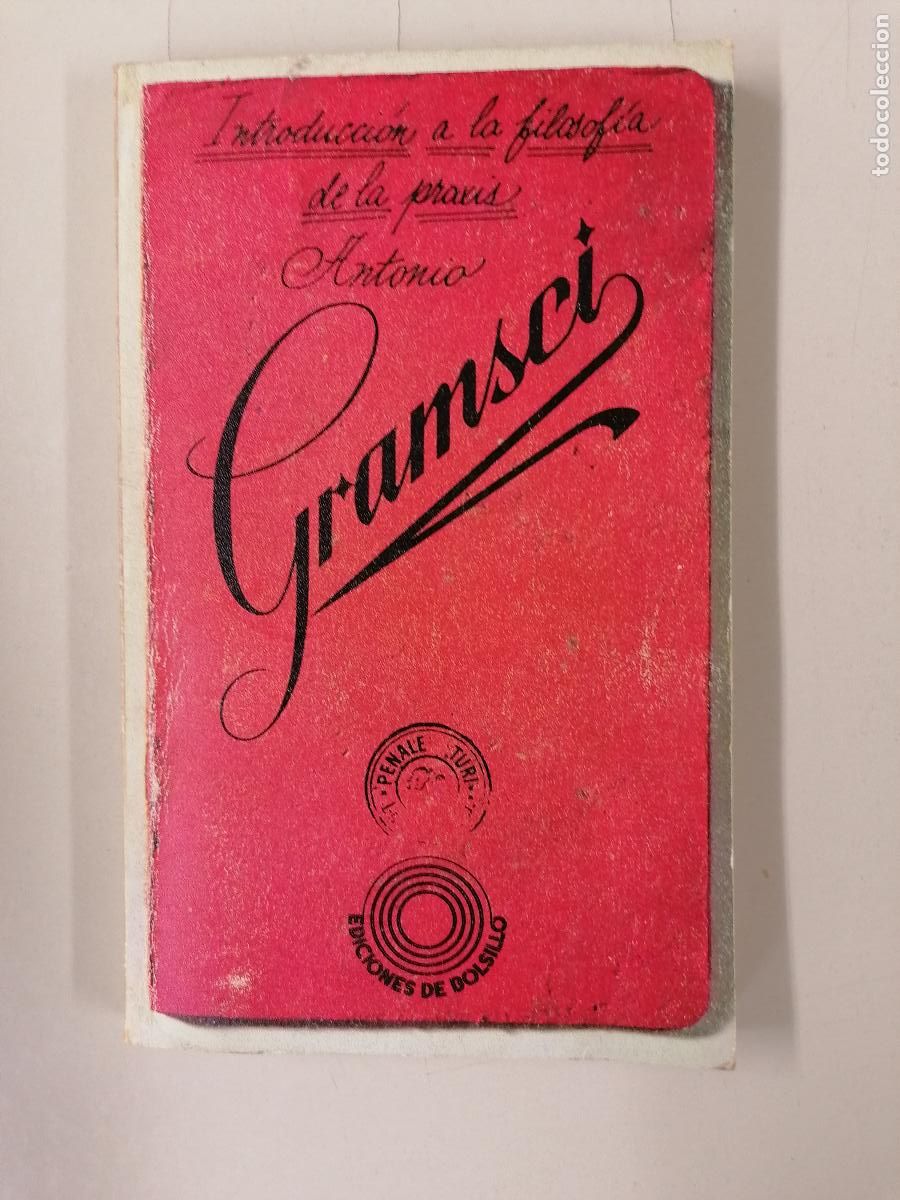 Introducción a la filosofía
de la praxis
Antonio
Gramsci
PENALE TURI
EDICIONES DE BOLSILLO
todocoleccion